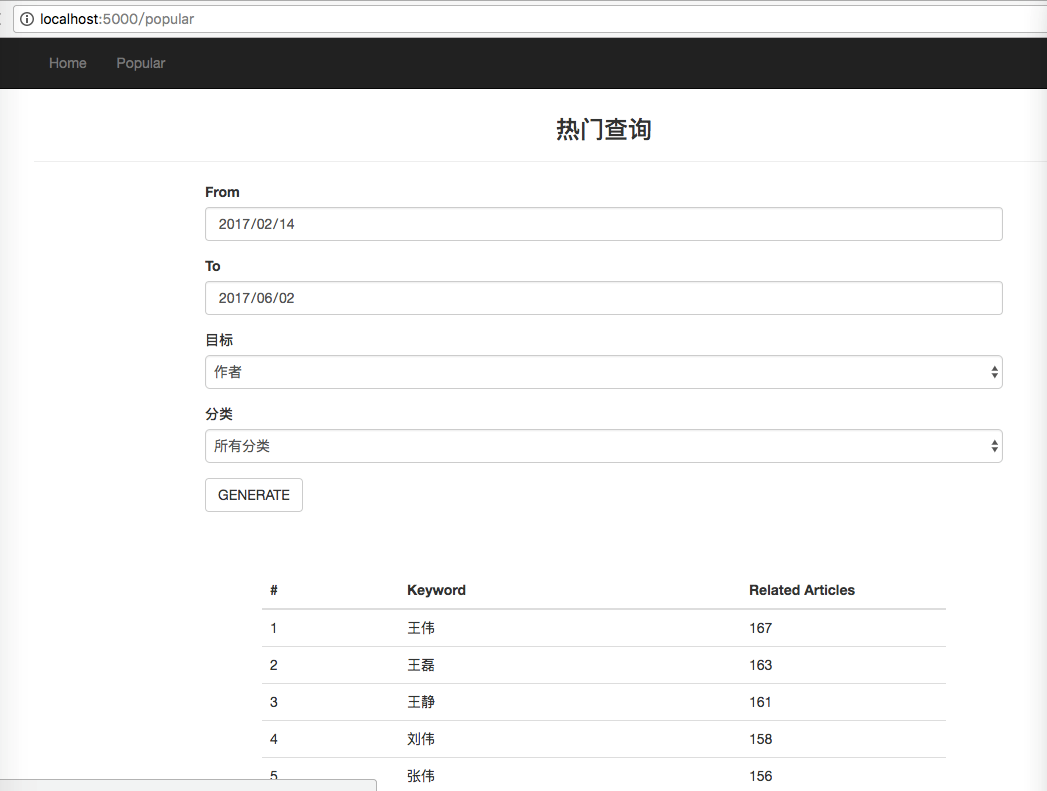 localhost:5000/popular
Home Popular
热门查询
From
2017/02/14
To
2017/06/02
目标
作者
分类
所有分类
GENERATE
# Keyword Related Articles
1 王伟 167
2 王磊 163
3 王静 161
4 刘伟 158
5 张伟 156